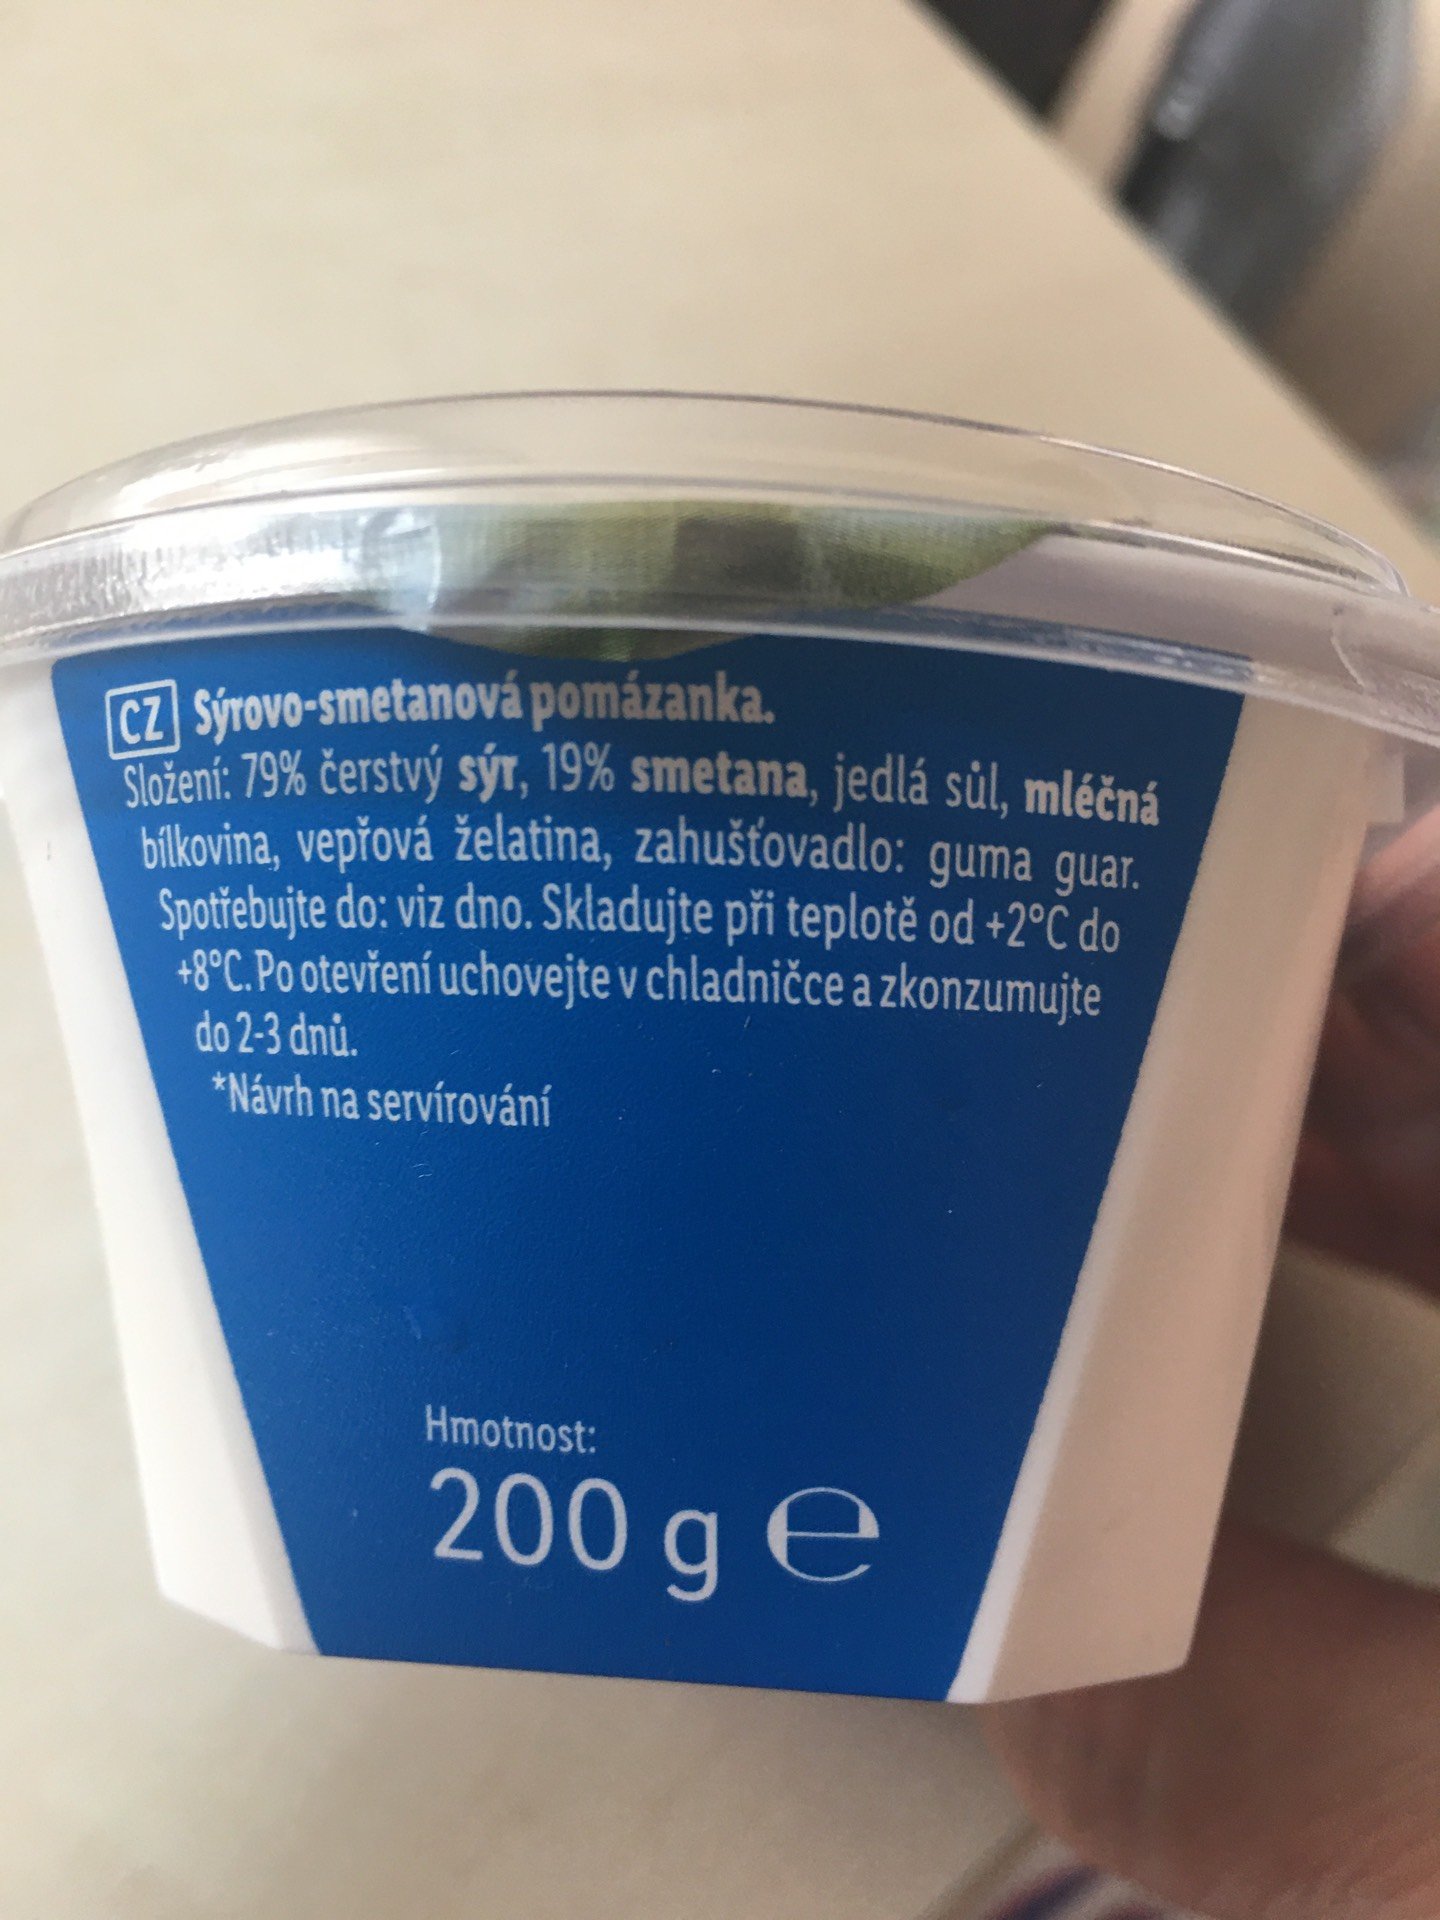 CZ Sýrovo-smetanová pomázanka.
Složení: 79% čerstvý sýr, 19% smetana, jedlá sůl, mléčná
bílkovina, vepřová želatina, zahušťovadlo: guma guar.
Spotřebujte do: viz dno. Skladujte při teplotě od +2°C do
+8°C. Po otevření uchovejte v chladničce a zkonzumujte
do 2-3 dnů.
*Návrh na servírování
Hmotnost:
200 g ℮